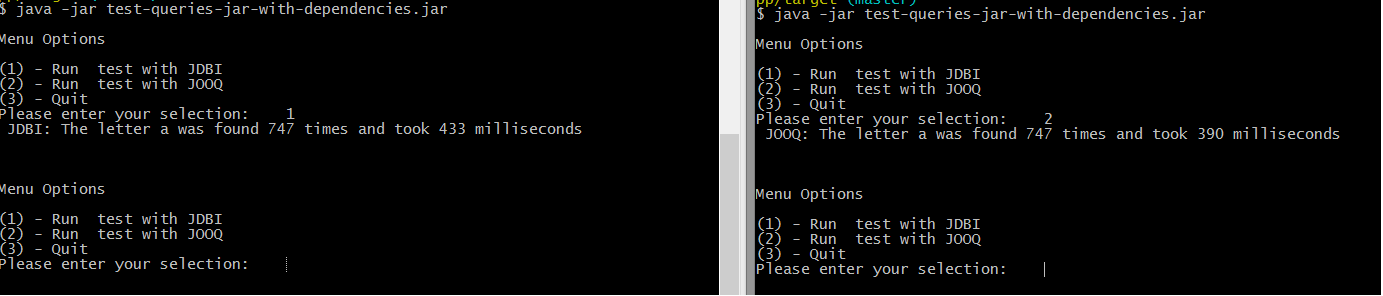 $ java -jar test-queries-jar-with-dependencies.jar
Menu Options
(1) - Run  test with JDBI
(2) - Run  test with JOOQ
(3) - Quit
Please enter your selection:    1
 JDBI: The letter a was found 747 times and took 433 milliseconds
Menu Options
(1) - Run  test with JDBI
(2) - Run  test with JOOQ
(3) - Quit
Please enter your selection:
pp/target (master)
$ java -jar test-queries-jar-with-dependencies.jar
Menu Options
(1) - Run  test with JDBI
(2) - Run  test with JOOQ
(3) - Quit
Please enter your selection:    2
 JOOQ: The letter a was found 747 times and took 390 milliseconds
Menu Options
(1) - Run  test with JDBI
(2) - Run  test with JOOQ
(3) - Quit
Please enter your selection: